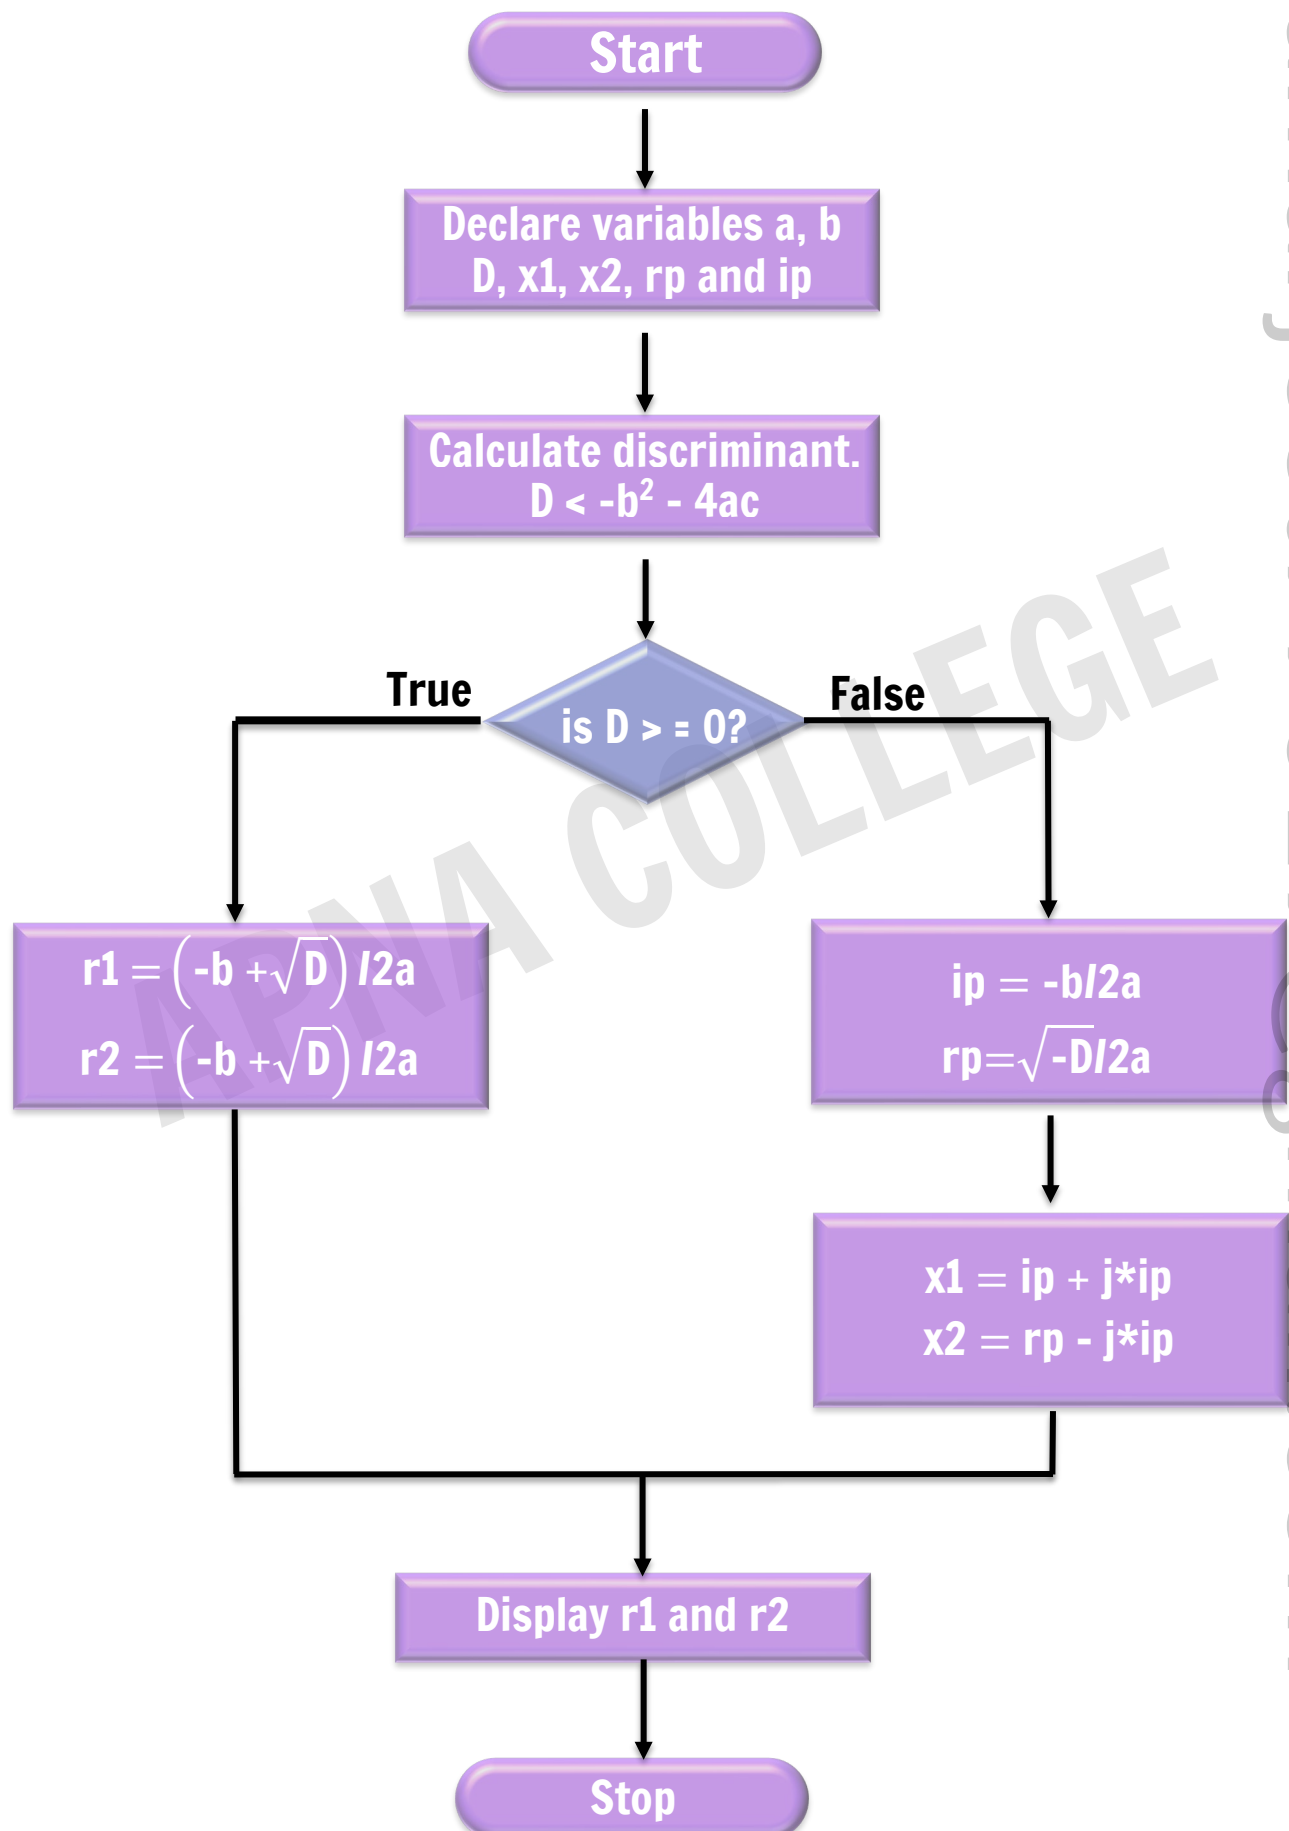 Start
Declare variables a, b
D, x1, x2, rp and ip
Calculate discriminant.
D < -b² - 4ac
True
is D > = 0?
False
r1 = (-b +√D) /2a
r2 = (-b +√D) /2a
ip = -b/2a
rp=√-D/2a
x1 = ip + j*ip
x2 = rp - j*ip
Display r1 and r2
Stop
APNA COLLEGE